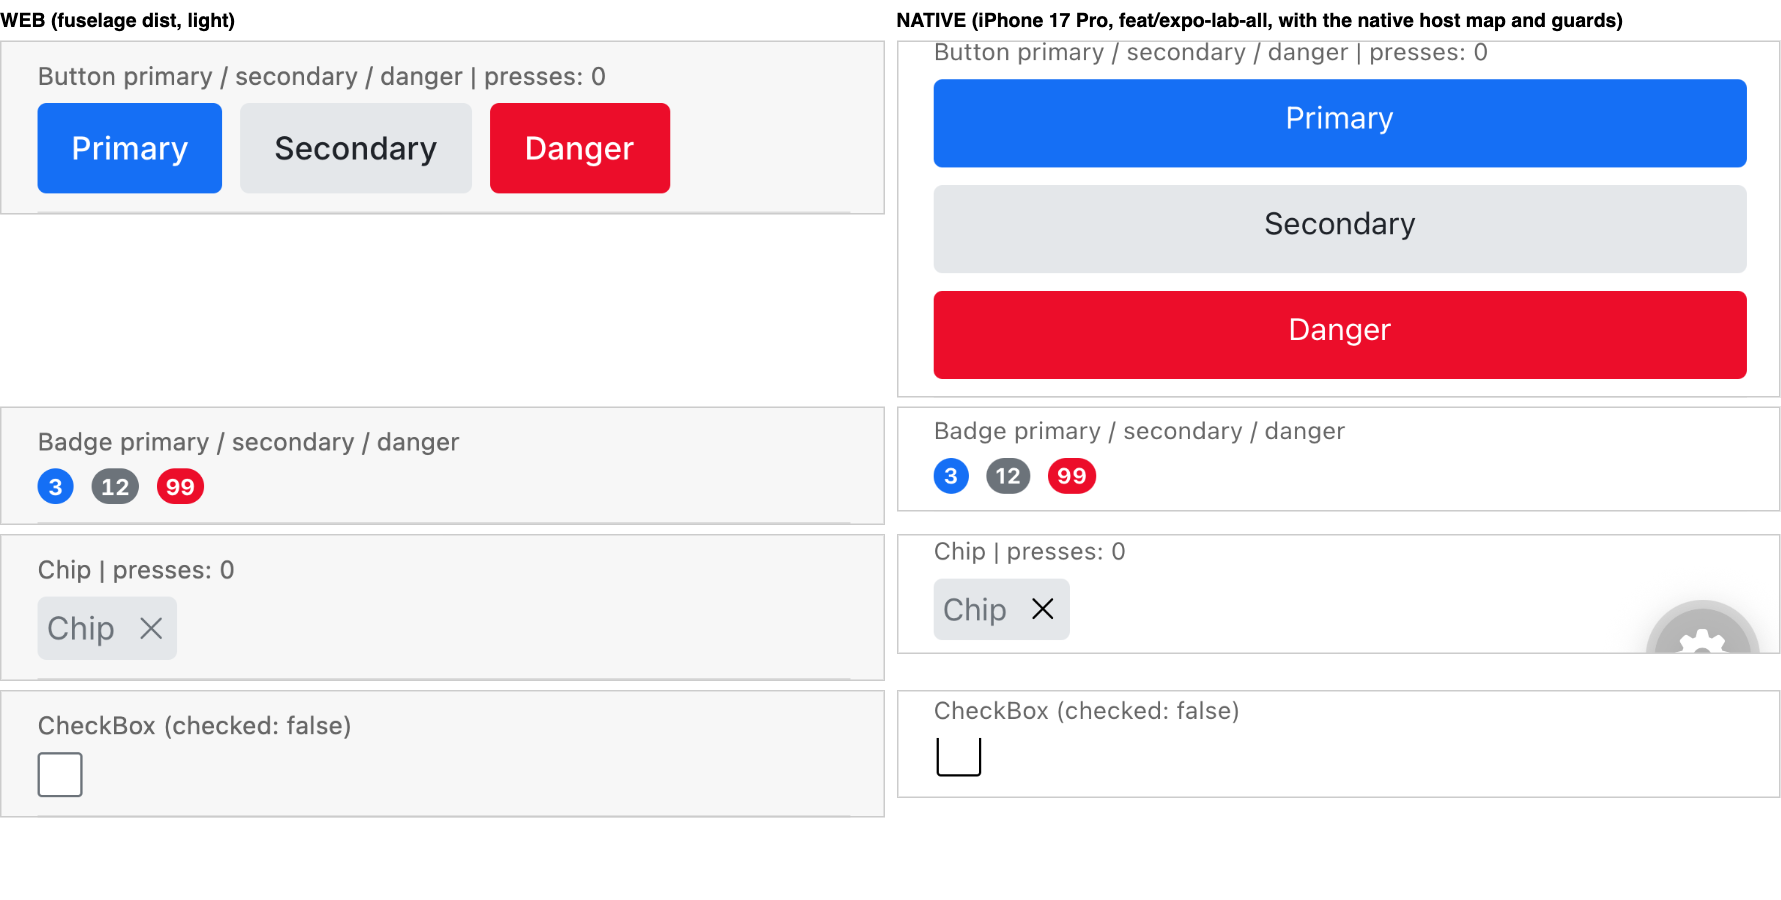 WEB (fuselage dist, light)
Button primary / secondary / danger | presses: 0
Primary
Secondary
Danger
Badge primary / secondary / danger
3
12
99
Chip | presses: 0
Chip
CheckBox (checked: false)
NATIVE (iPhone 17 Pro, feat/expo-lab-all, with the native host map and guards)
Button primary / secondary / danger | presses: 0
Primary
Secondary
Danger
Badge primary / secondary / danger
3
12
99
Chip | presses: 0
Chip
CheckBox (checked: false)